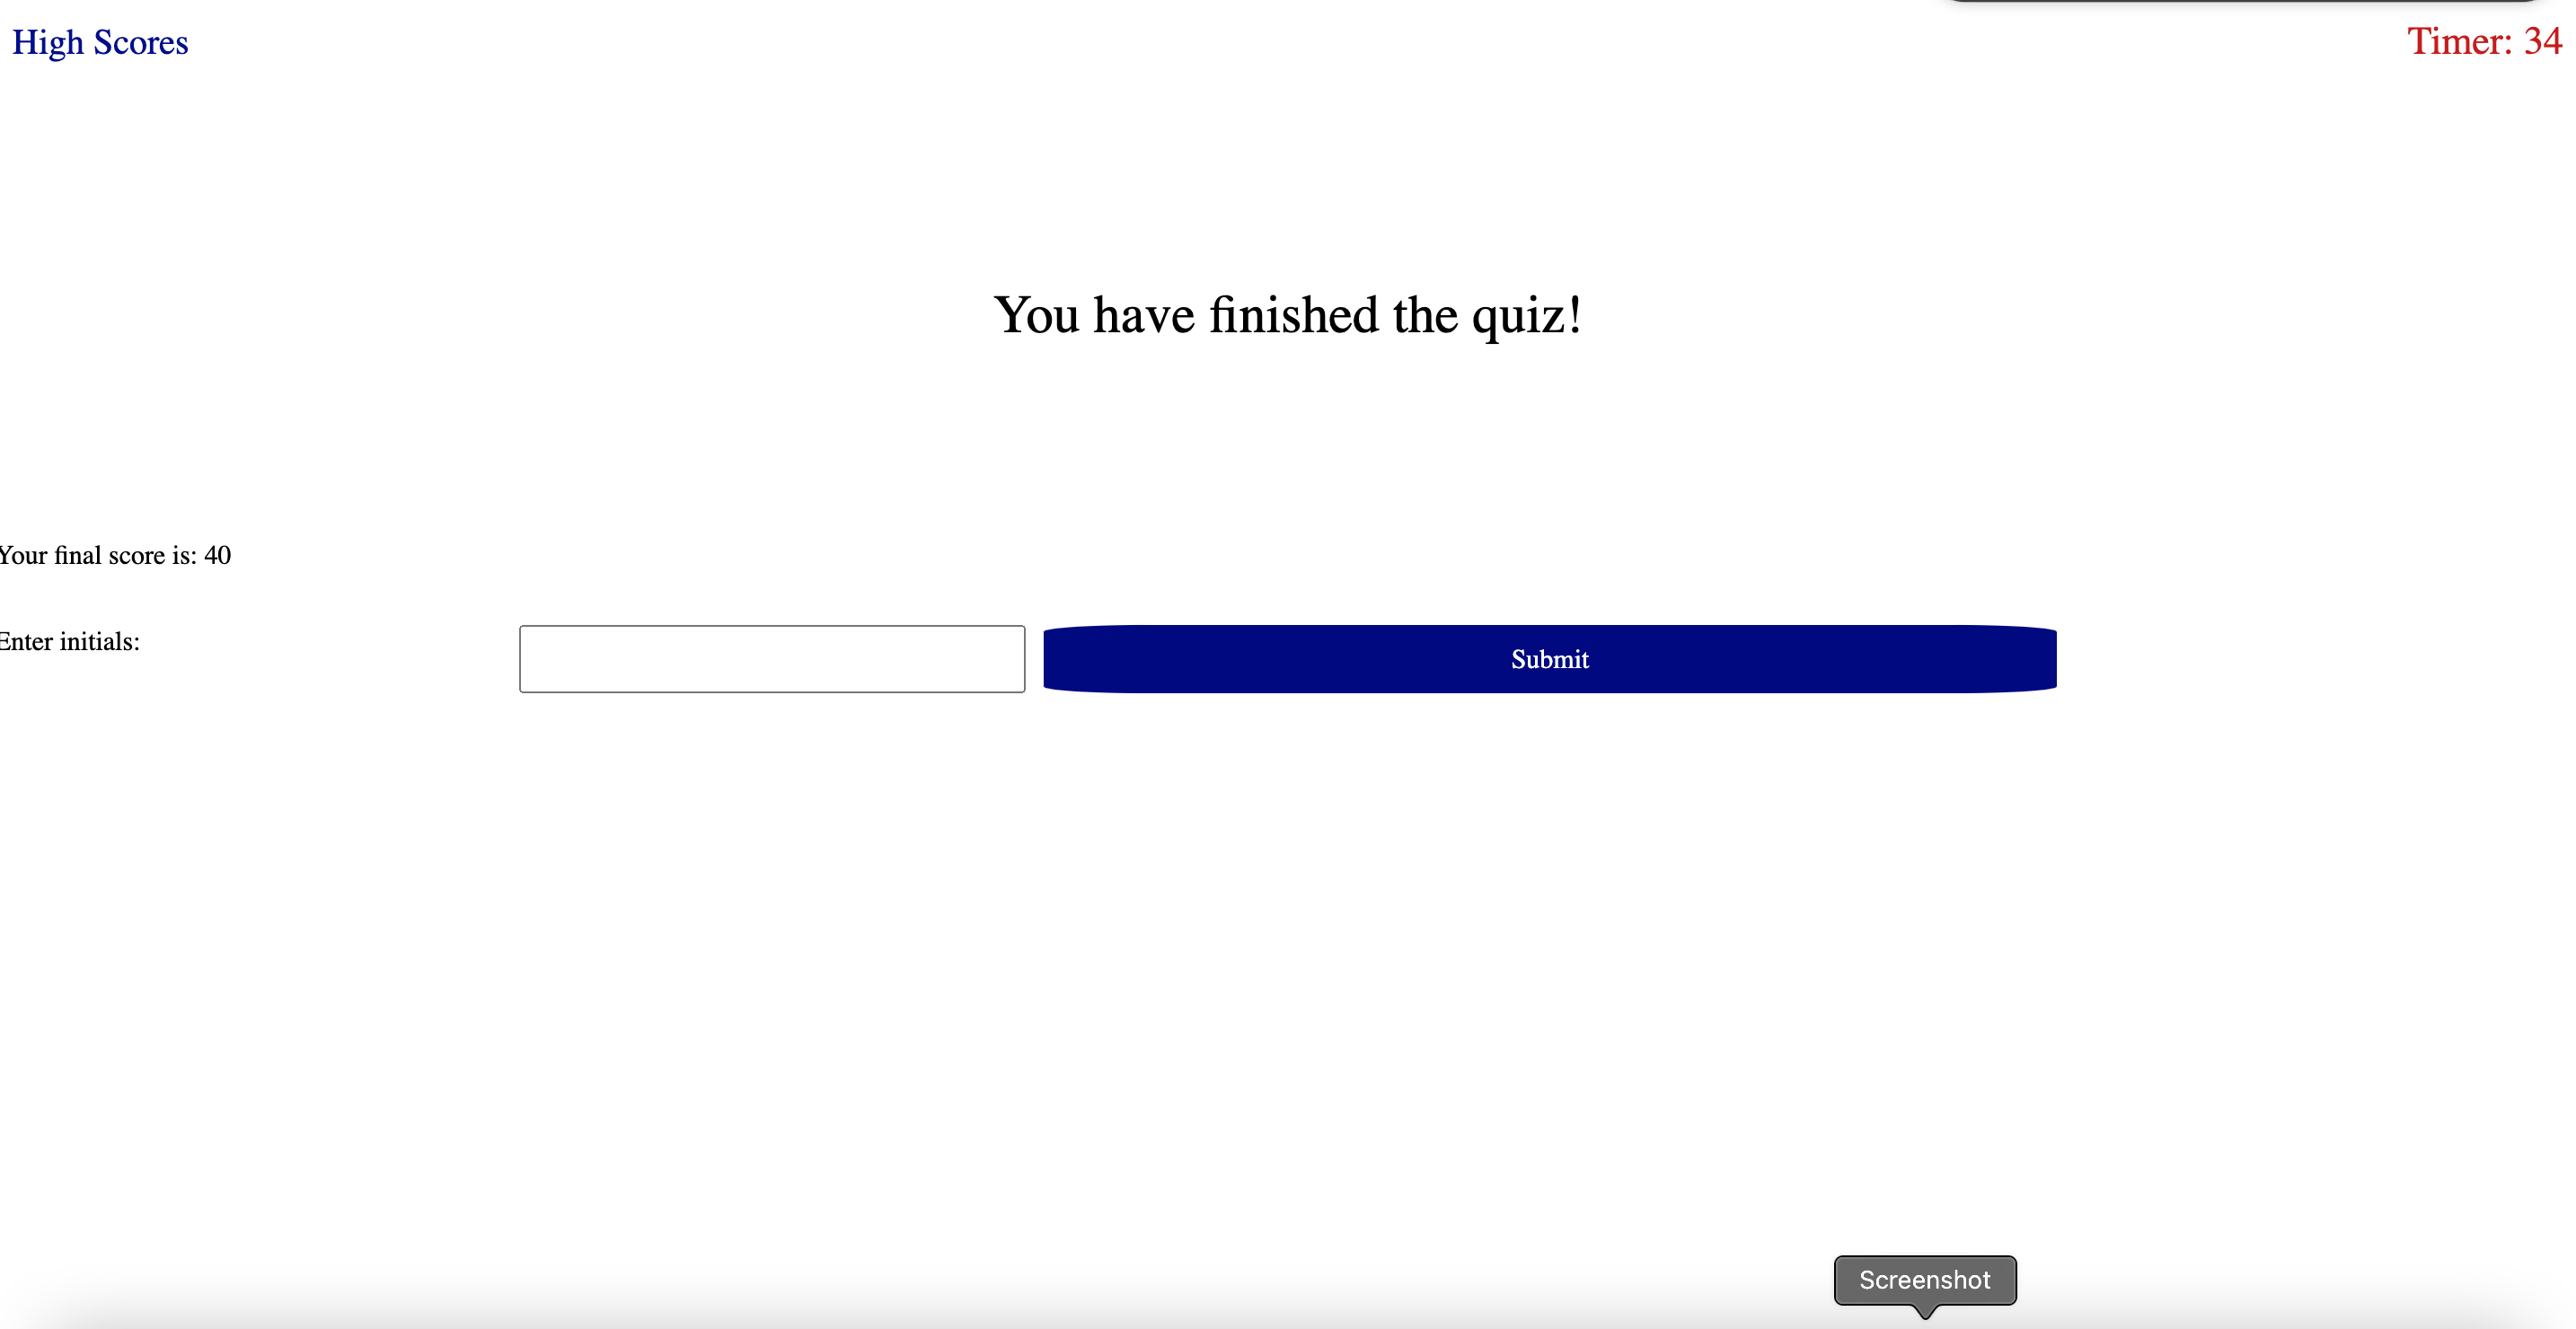 High Scores
Timer: 34
You have finished the quiz!
Your final score is: 40
Enter initials:
Submit
Screenshot